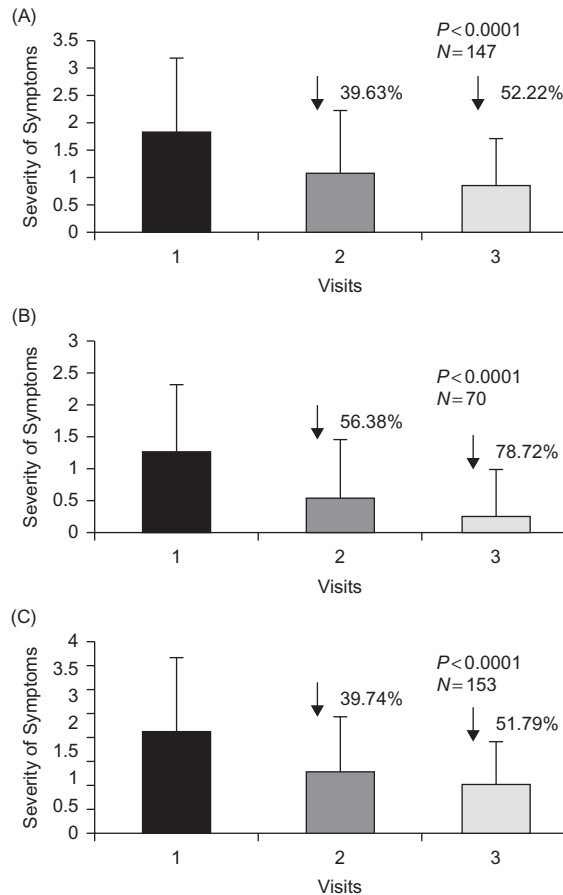 (A)
Severity of Symptoms
3.5
3
2.5
2
1.5
1
0.5
0
P<0.0001
N=147
39.63%
52.22%
1 2 3
Visits
(B)
Severity of Symptoms
3
2.5
2
1.5
1
0.5
0
P<0.0001
N=70
56.38%
78.72%
1 2 3
Visits
(C)
Severity of Symptoms
4
3.5
3
2.5
2
1.5
1
0.5
0
P<0.0001
N=153
39.74%
51.79%
1 2 3
Visits